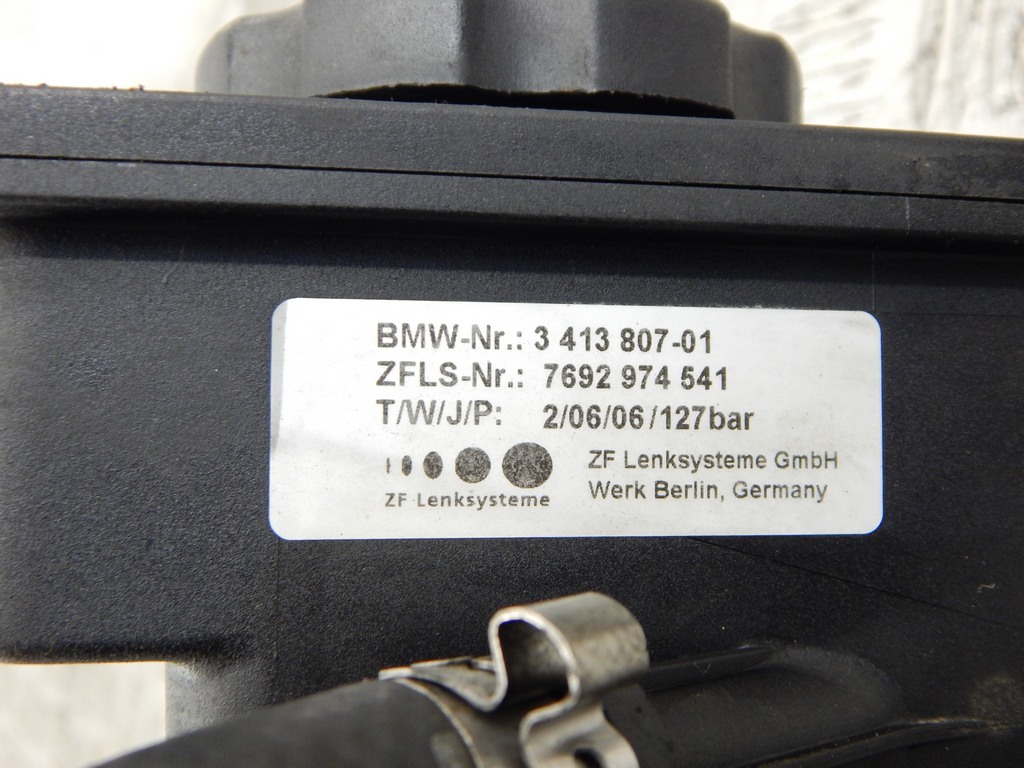 BMW-Nr.: 3 413 807-01
ZFLS-Nr.: 7692 974 541
T/W/J/P: 2/06/06/127bar
ZF Lenksysteme
ZF Lenksysteme GmbH
Werk Berlin, Germany